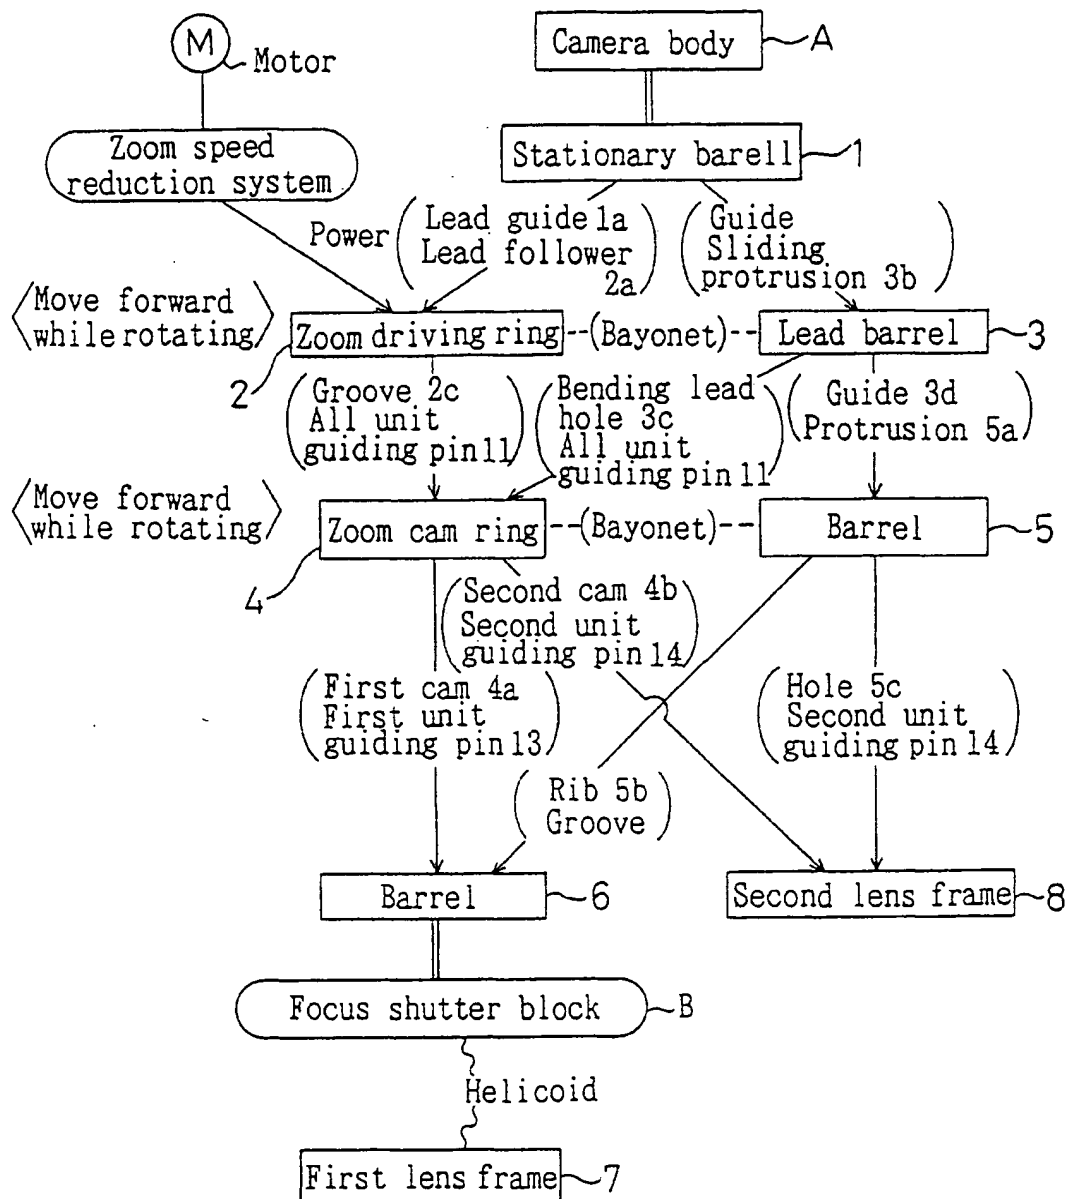 M
Motor
Camera body
A
Zoom speed
reduction system
Stationary barell
1
Power
Lead guide 1a
Lead follower
2a
Guide
Sliding
protrusion 3b
Move forward
while rotating
Zoom driving ring
(Bayonet)
Lead barrel
3
2
Groove 2c
All unit
guiding pin 11
Bending lead
hole 3c
All unit
guiding pin 11
Guide 3d
Protrusion 5a
Move forward
while rotating
Zoom cam ring
(Bayonet)
Barrel
5
4
Second cam 4b
Second unit
guiding pin 14
First cam 4a
First unit
guiding pin 13
Hole 5c
Second unit
guiding pin 14
Rib 5b
Groove
Barrel
6
Second lens frame
8
Focus shutter block
B
Helicoid
First lens frame
7